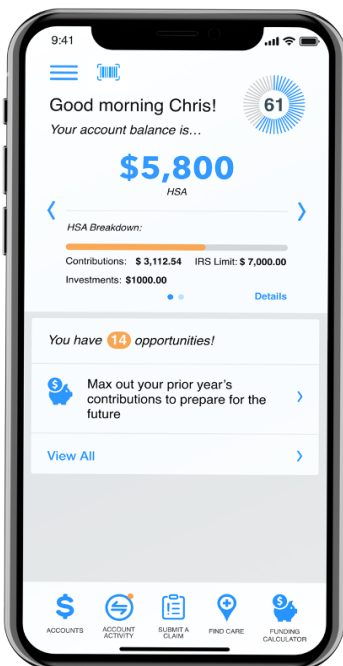 9:41
Good morning Chris!
61
Your account balance is...
$5,800
HSA
HSA Breakdown:
Contributions: $ 3,112.54 IRS Limit: $ 7,000.00
Investments: $1000.00
Details
You have 14 opportunities!
Max out your prior year's
contributions to prepare for the
future
View All
ACCOUNTS
ACCOUNT
ACTIVITY
SUBMIT A
CLAIM
FIND CARE
FUNDING
CALCULATOR